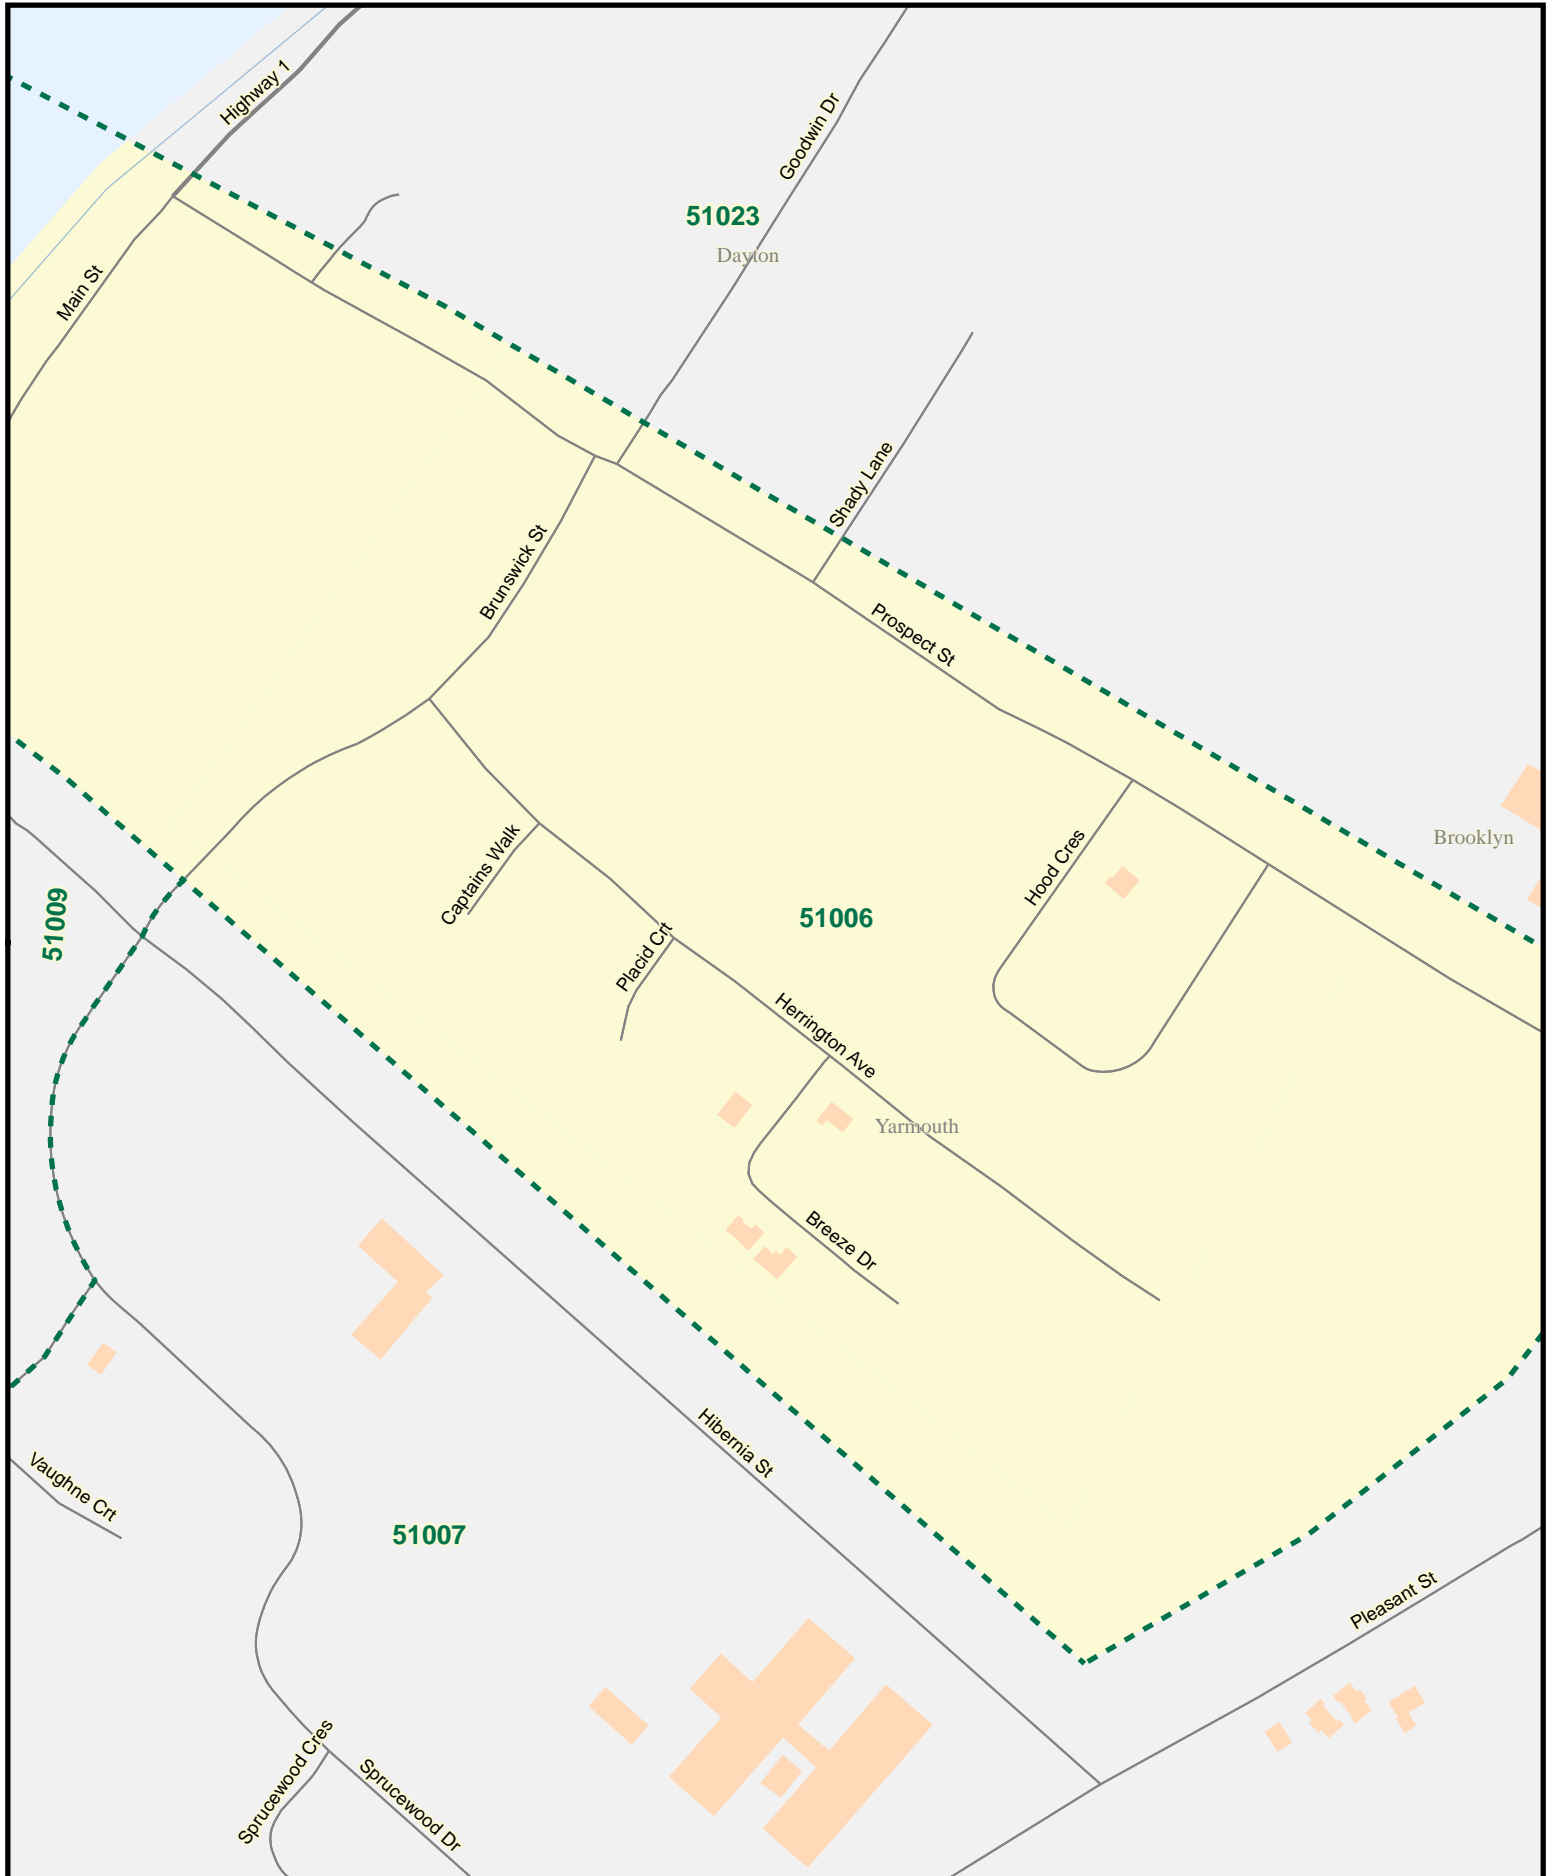 Highway 1
Goodwin Dr
51023
Dayton
Main St
Shady Lane
Brunswick St
Prospect St
Brooklyn
Captains Walk
Hood Cres
51009
51006
Placid Crt
Herrington Ave
Yarmouth
Breeze Dr
Hibernia St
Vaughne Crt
51007
Pleasant St
Sprucewood Cres
Sprucewood Dr